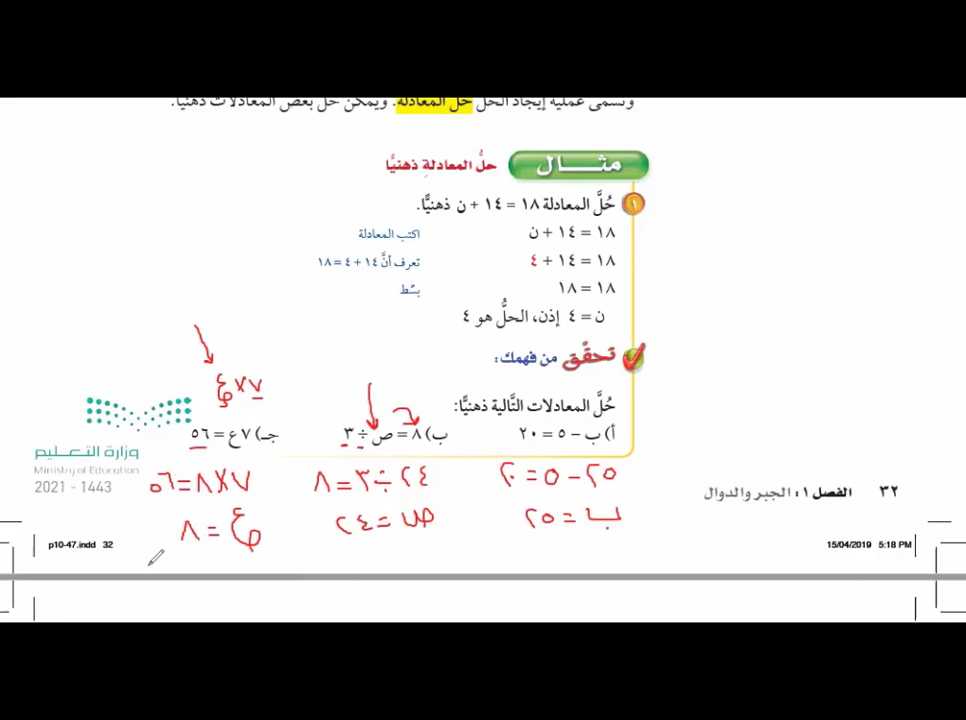 وتسمى عملية إيجاد الحل حل المعادلة. ويمكن حل بعض المعادلات ذهنيًّا.
مثــــال حلُّ المعادلةِ ذهنيًّا
١ حُلَّ المعادلة ١٨ = ١٤ + ن ذهنيًّا.
١٨ = ١٤ + ن اكتب المعادلة
١٨ = ١٤ + ٤ تعرف أنَّ ١٤ + ٤ = ١٨
١٨ = ١٨ بسّط
ن = ٤ إذن، الحلُّ هو ٤
تحقَّق من فهمك:
٧×ع
حُلَّ المعادلات التَّالية ذهنيًّا:
أ) ب – ٥ = ٢٠ ب) ٨ = ص ÷ ٣ جـ) ٧ع = ٥٦
٢٥ – ٥ = ٢٠ ٢٤ ÷ ٣ = ٨ ٧×٨ = ٥٦
ب = ٢٥ ص = ٢٤ ع = ٨
وزارة التعليم
Ministry of Education
2021 - 1443
٣٢ الفصل ١ : الجبر والدوال
p10-47.indd 32 15/04/2019 5:18 PM